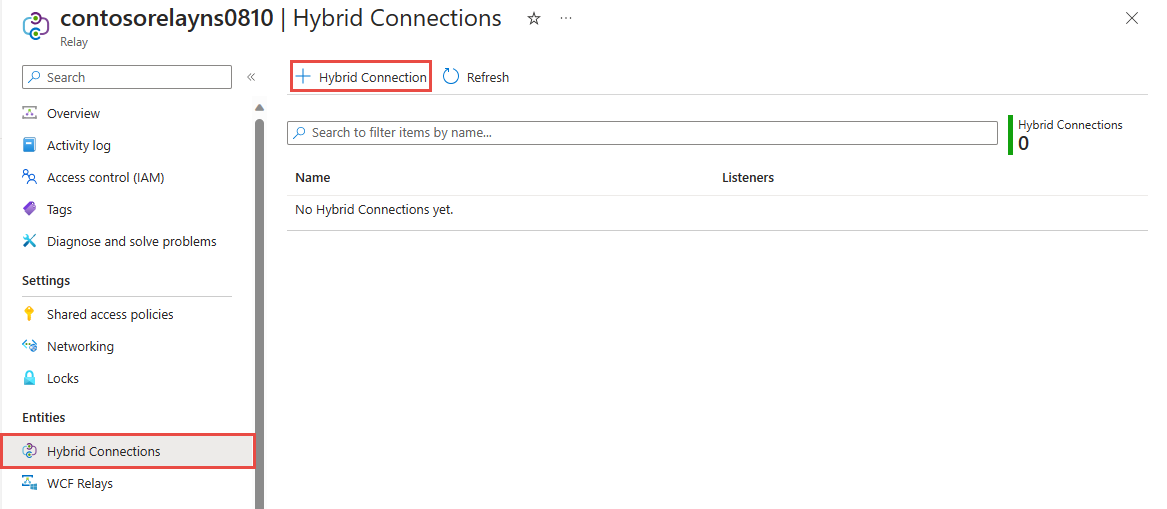 contosorelayns0810 | Hybrid Connections
Relay
Search
Overview
Activity log
Access control (IAM)
Tags
Diagnose and solve problems
Settings
Shared access policies
Networking
Locks
Entities
Hybrid Connections
WCF Relays
Hybrid Connection
Refresh
Search to filter items by name...
Hybrid Connections
0
Name Listeners
No Hybrid Connections yet.